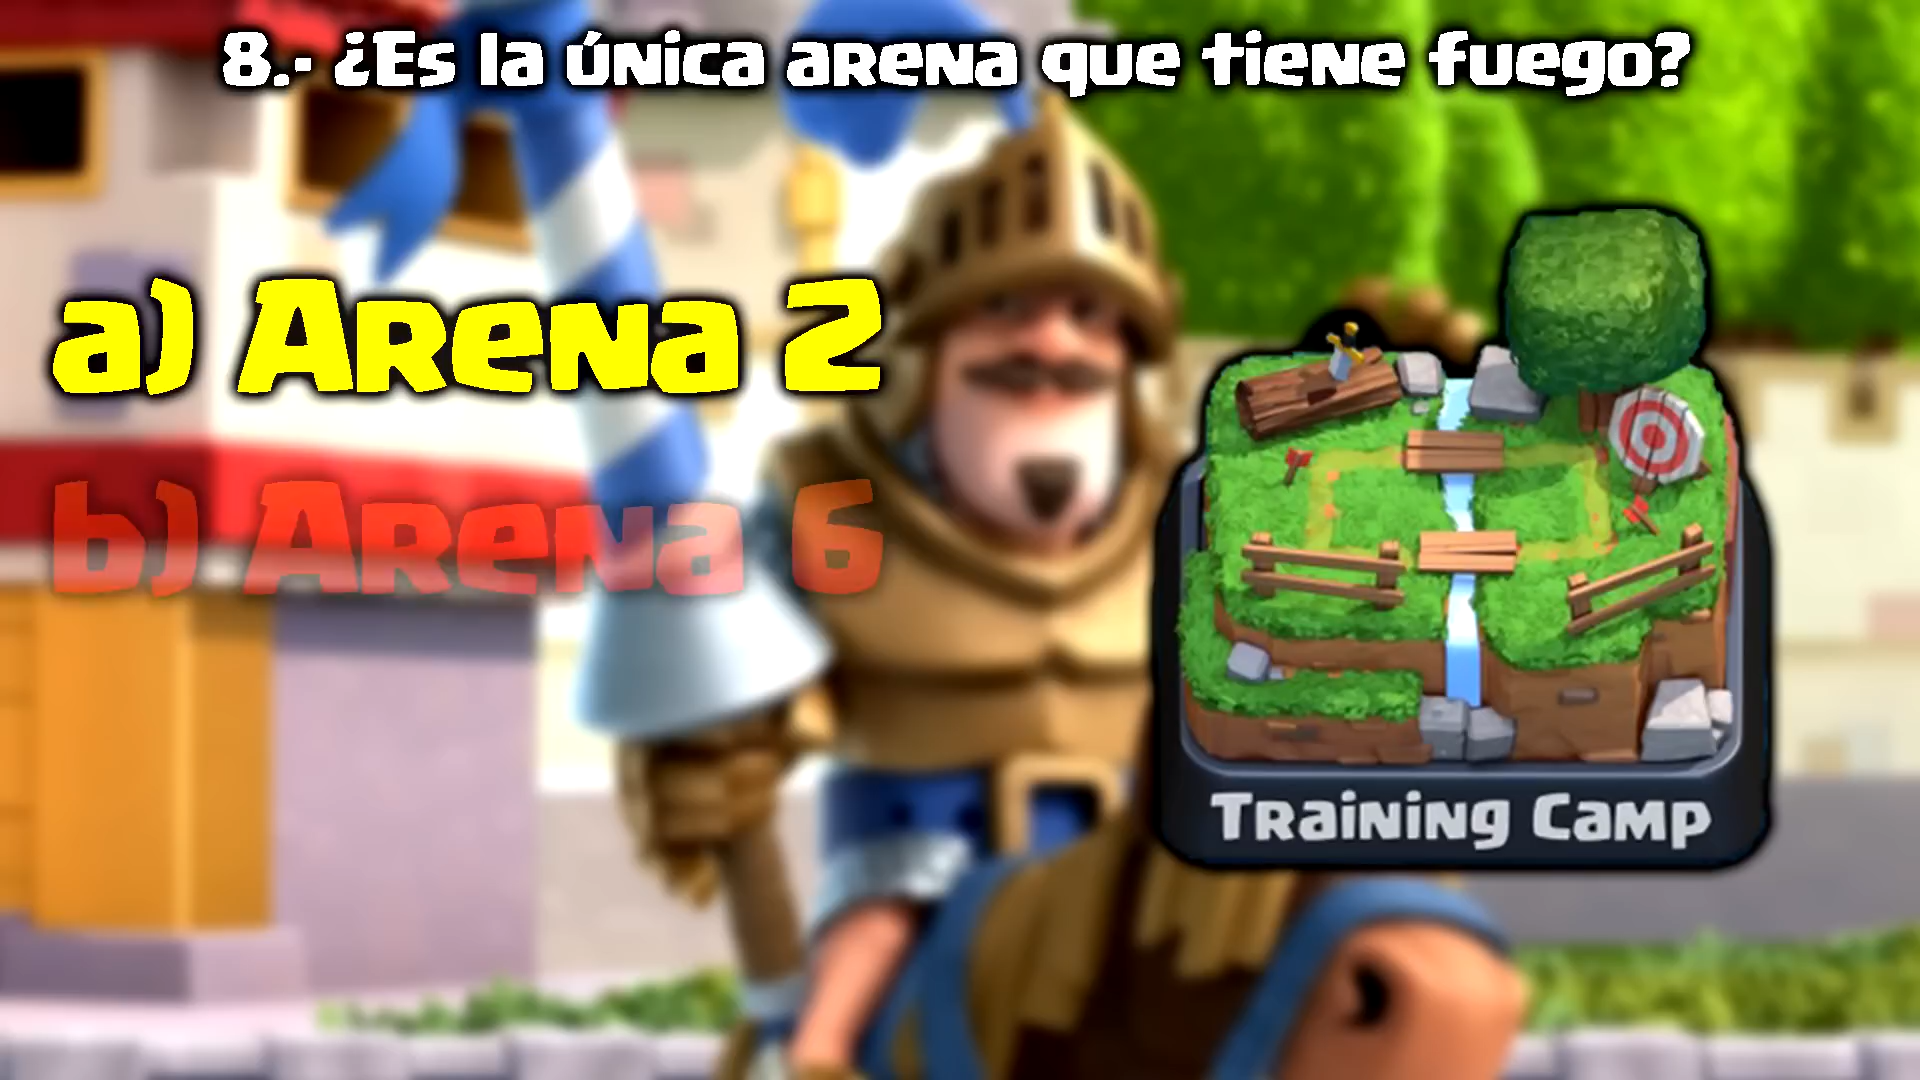 8.- ¿Es la única arena que tiene fuego?
a) Arena 2
b) Arena 6
Training Camp